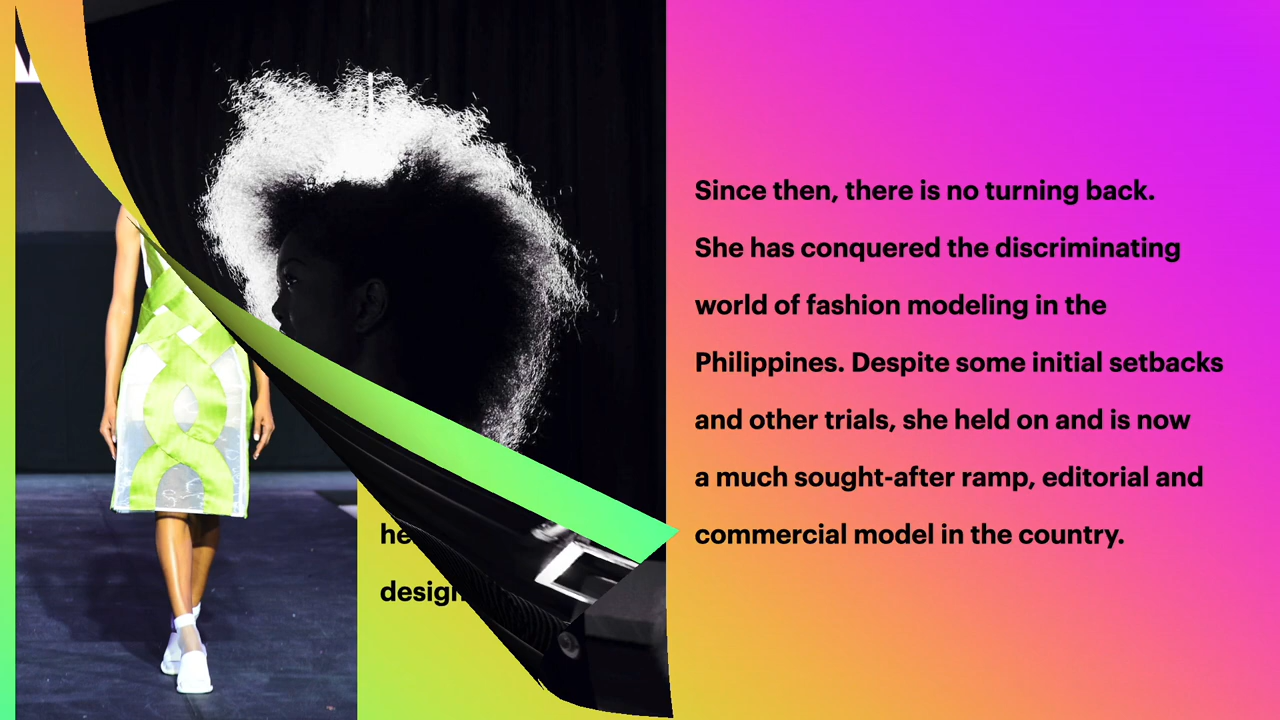 Since then, there is no turning back.
She has conquered the discriminating
world of fashion modeling in the
Philippines. Despite some initial setbacks
and other trials, she held on and is now
a much sought-after ramp, editorial and
commercial model in the country.